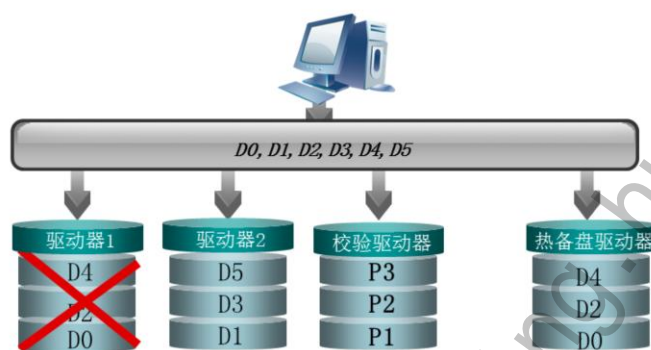 D0, D1, D2, D3, D4, D5
驱动器1 驱动器2 校验驱动器 热备盘驱动器
D4 D5 P3 D4
D2 D3 P2 D2
D0 D1 P1 D0